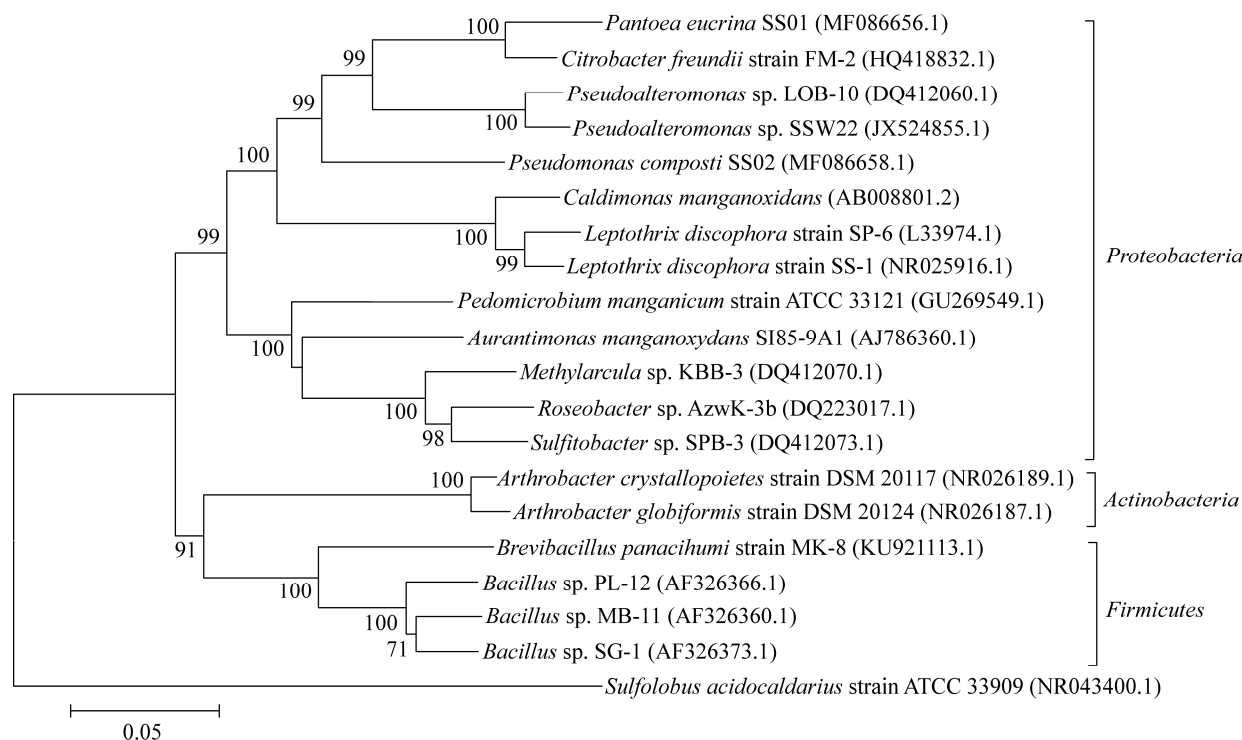 100
Pantoea eucrina SS01 (MF086656.1)
99
Citrobacter freundii strain FM-2 (HQ418832.1)
99
Pseudoalteromonas sp. LOB-10 (DQ412060.1)
100
Pseudoalteromonas sp. SSW22 (JX524855.1)
100
Pseudomonas composti SS02 (MF086658.1)
Caldimonas manganoxidans (AB008801.2)
99
100
Leptothrix discophora strain SP-6 (L33974.1)
Proteobacteria
99
Leptothrix discophora strain SS-1 (NR025916.1)
Pedomicrobium manganicum strain ATCC 33121 (GU269549.1)
100
Aurantimonas manganoxydans SI85-9A1 (AJ786360.1)
Methylarcula sp. KBB-3 (DQ412070.1)
100
Roseobacter sp. AzwK-3b (DQ223017.1)
98
Sulfitobacter sp. SPB-3 (DQ412073.1)
100
Arthrobacter crystallopoietes strain DSM 20117 (NR026189.1)
Actinobacteria
Arthrobacter globiformis strain DSM 20124 (NR026187.1)
91
Brevibacillus panacihumi strain MK-8 (KU921113.1)
100
Bacillus sp. PL-12 (AF326366.1)
Firmicutes
100
Bacillus sp. MB-11 (AF326360.1)
71
Bacillus sp. SG-1 (AF326373.1)
Sulfolobus acidocaldarius strain ATCC 33909 (NR043400.1)
0.05